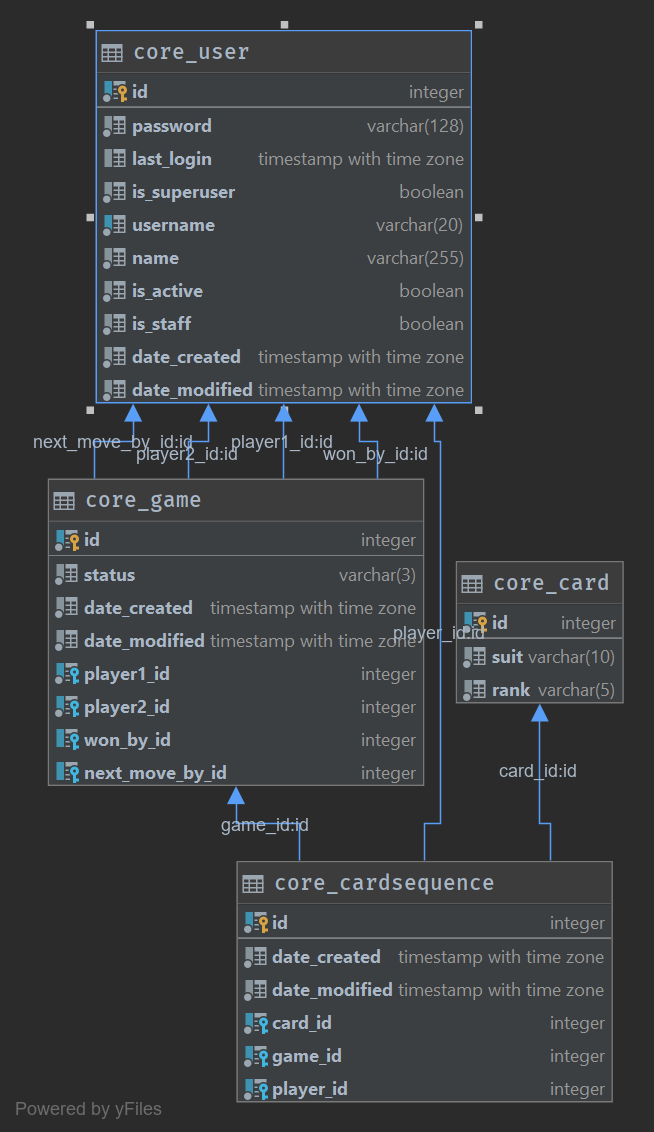 core_user
id integer
password varchar(128)
last_login timestamp with time zone
is_superuser boolean
username varchar(20)
name varchar(255)
is_active boolean
is_staff boolean
date_created timestamp with time zone
date_modified timestamp with time zone
next_move_by_id:id
player2_id:id
player1_id:id
won_by_id:id
core_game
id integer
status varchar(3)
date_created timestamp with time zone
date_modified timestamp with time zone
player1_id integer
player2_id integer
won_by_id integer
next_move_by_id integer
player_id:id
core_card
id integer
suit varchar(10)
rank varchar(5)
card_id:id
game_id:id
core_cardsequence
id integer
date_created timestamp with time zone
date_modified timestamp with time zone
card_id integer
game_id integer
player_id integer
Powered by yFiles